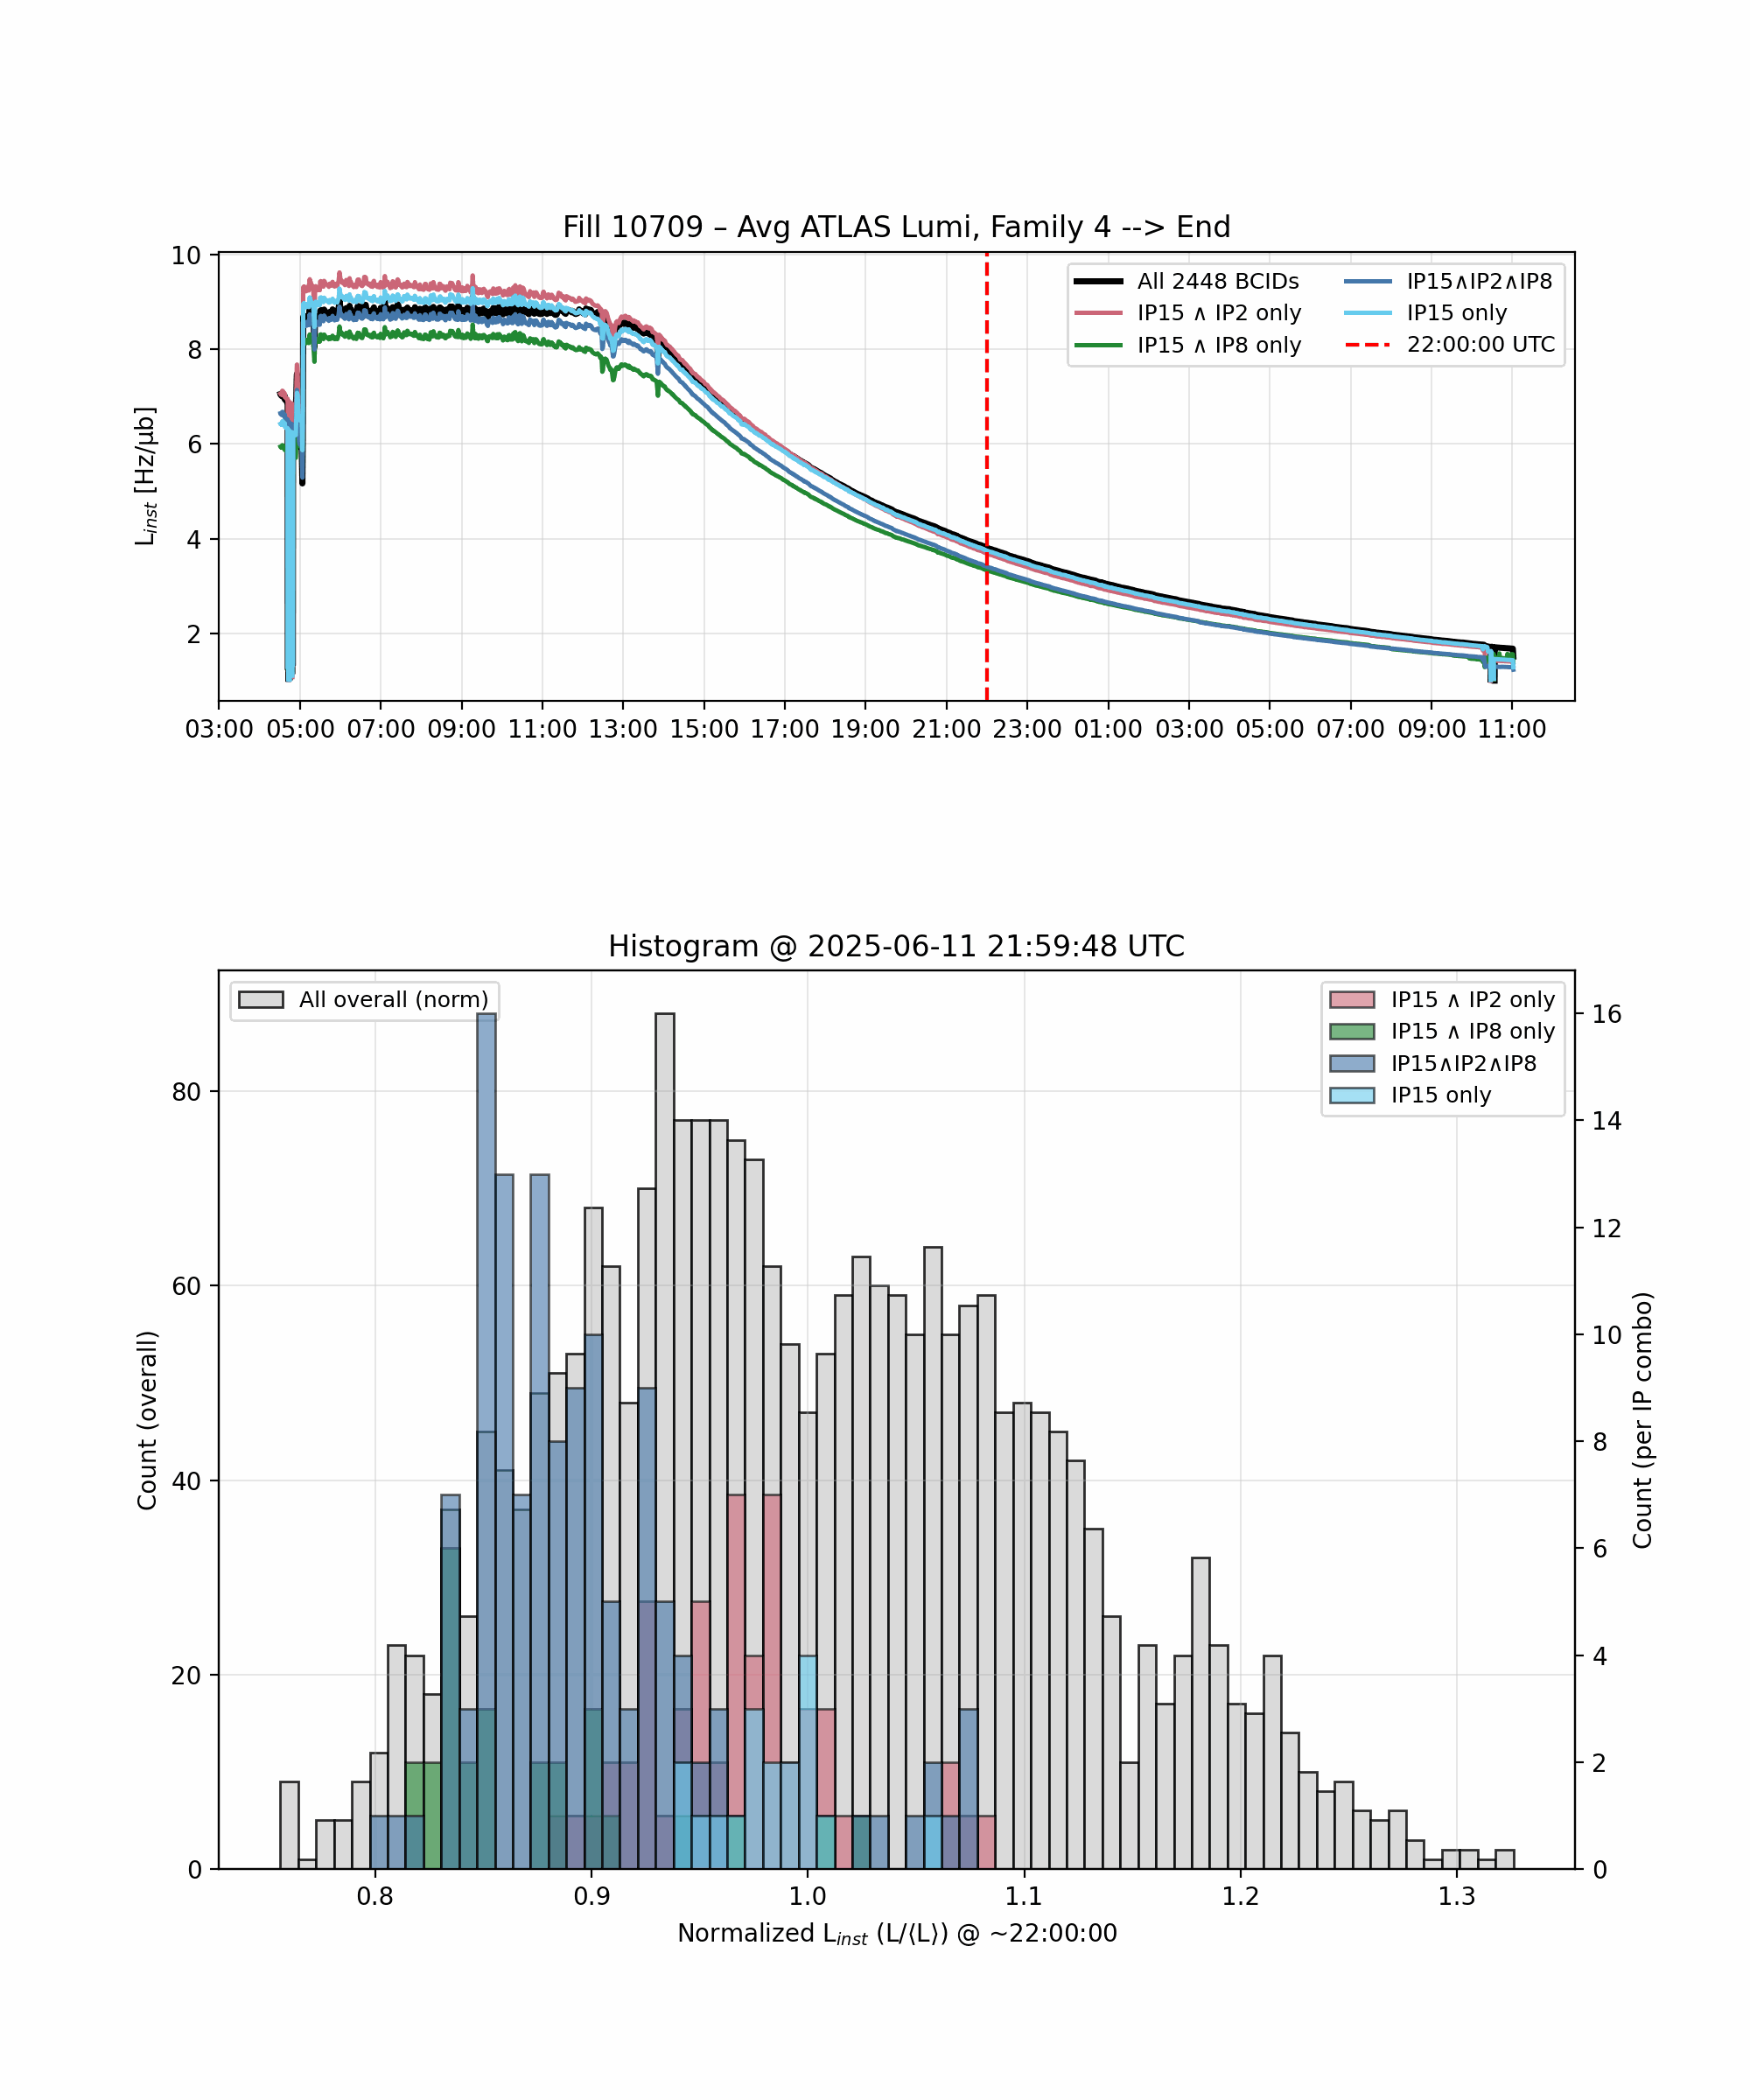 Fill 10709 – Avg ATLAS Lumi, Family 4 --> End
10
8
6
4
2
L_inst [Hz/μb]
All 2448 BCIDs
IP15 ∧ IP2 only
IP15 ∧ IP8 only
IP15∧IP2∧IP8
IP15 only
22:00:00 UTC
03:00 05:00 07:00 09:00 11:00 13:00 15:00 17:00 19:00 21:00 23:00 01:00 03:00 05:00 07:00 09:00 11:00
Histogram @ 2025-06-11 21:59:48 UTC
All overall (norm)
IP15 ∧ IP2 only
IP15 ∧ IP8 only
IP15∧IP2∧IP8
IP15 only
80
60
40
20
0
Count (overall)
16
14
12
10
8
6
4
2
0
Count (per IP combo)
0.8 0.9 1.0 1.1 1.2 1.3
Normalized L_inst (L/⟨L⟩) @ ~22:00:00